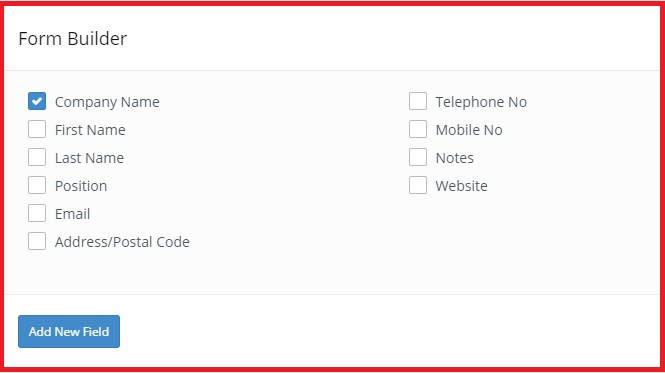 Form Builder
Company Name
First Name
Last Name
Position
Email
Address/Postal Code
Telephone No
Mobile No
Notes
Website
Add New Field